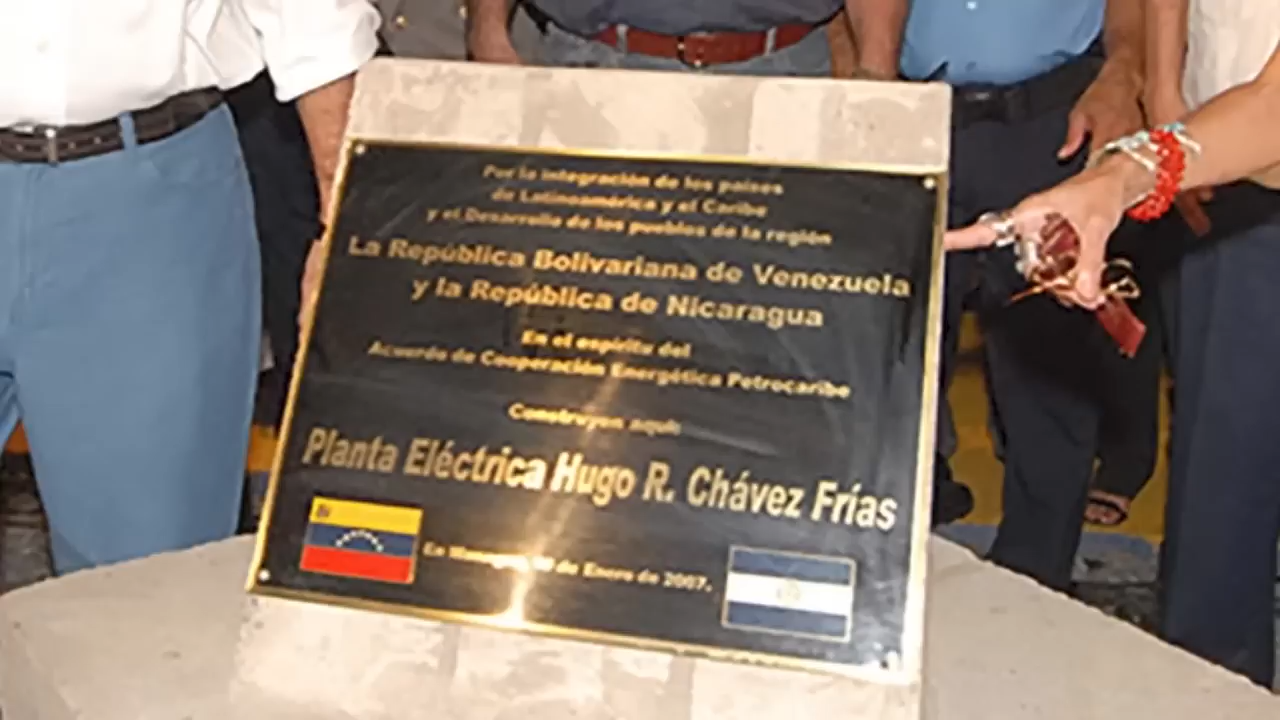 Por la integración de los países
de Latinoamérica y el Caribe
y el Desarrollo de los pueblos de la región
La República Bolivariana de Venezuela
y la República de Nicaragua
En el espíritu del
Acuerdo de Cooperación Energética Petrocaribe
Construyen aquí:
Planta Eléctrica Hugo R. Chávez Frías
En Managua, de Enero de 2007.